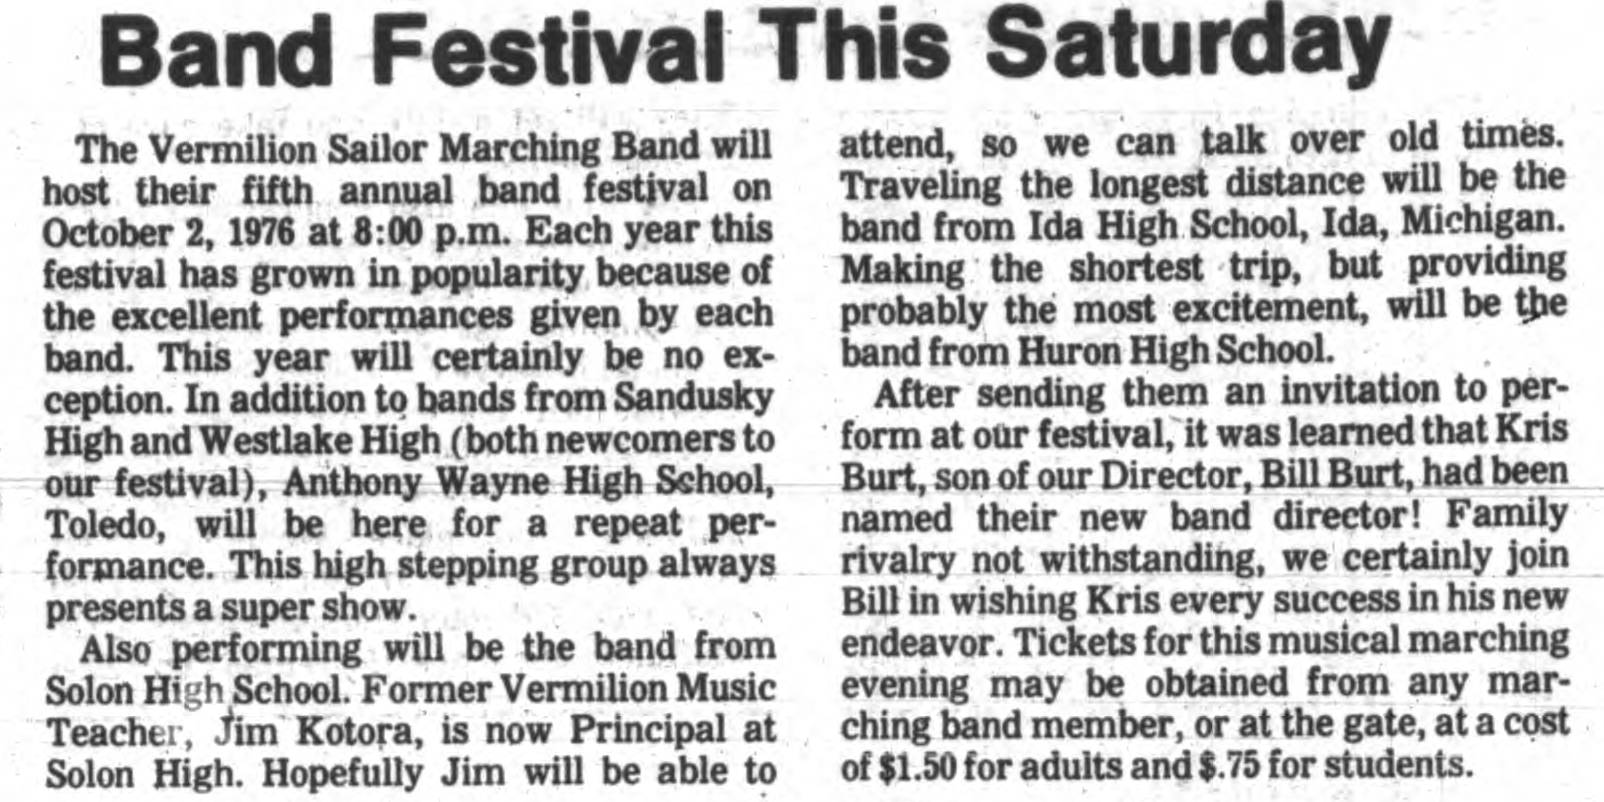 Band Festival This Saturday
The Vermilion Sailor Marching Band will
host their fifth annual band festival on
October 2, 1976 at 8:00 p.m. Each year this
festival has grown in popularity because of
the excellent performances given by each
band. This year will certainly be no ex-
ception. In addition to bands from Sandusky
High and Westlake High (both newcomers to
our festival), Anthony Wayne High School,
Toledo, will be here for a repeat per-
formance. This high stepping group always
presents a super show.
Also performing will be the band from
Solon High School. Former Vermilion Music
Teacher, Jim Kotora, is now Principal at
Solon High. Hopefully Jim will be able to
attend, so we can talk over old times.
Traveling the longest distance will be the
band from Ida High School, Ida, Michigan.
Making the shortest trip, but providing
probably the most excitement, will be the
band from Huron High School.
After sending them an invitation to per-
form at our festival, it was learned that Kris
Burt, son of our Director, Bill Burt, had been
named their new band director! Family
rivalry not withstanding, we certainly join
Bill in wishing Kris every success in his new
endeavor. Tickets for this musical marching
evening may be obtained from any mar-
ching band member, or at the gate, at a cost
of $1.50 for adults and $.75 for students.